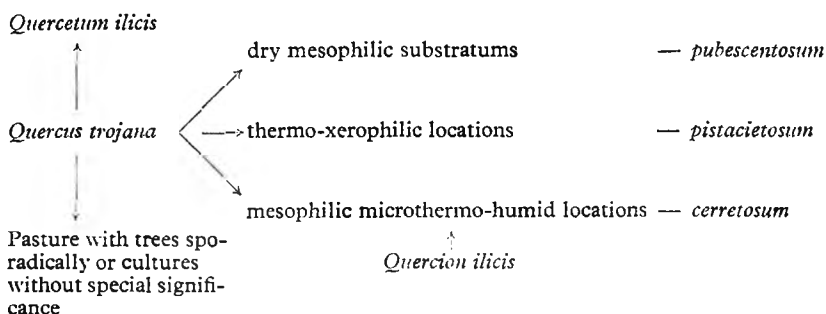 Quercetum ilicis
dry mesophilic substratums — pubescentosum
Quercus trojana
thermo-xerophilic locations — pistacietosum
mesophilic microthermo-humid locations — cerretosum
Quercion ilicis
Pasture with trees spo-
radically or cultures
without special signifi-
cance